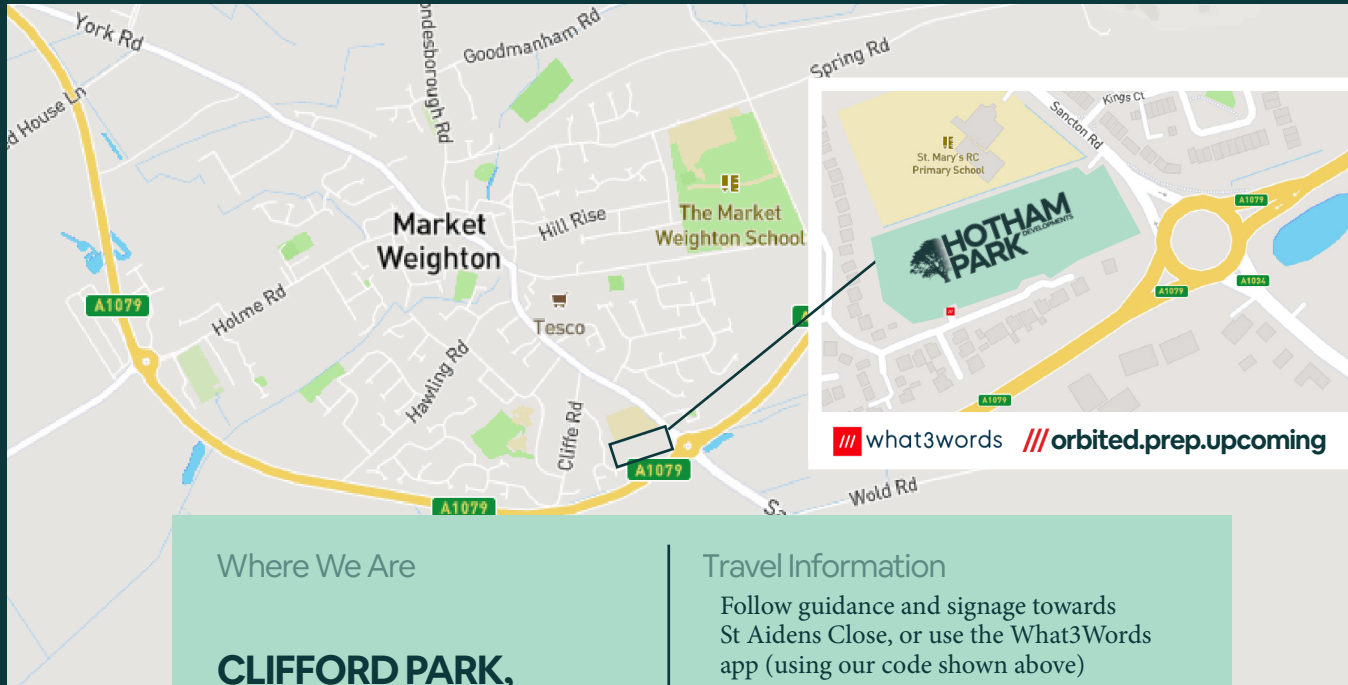 York Rd
ondesborough Rd
Goodmanham Rd
Spring Rd
ed House Ln
Market
Weighton
Hill Rise
The Market
Weighton School
A1079
Holme Rd
Tesco
Hawling Rd
Cliffe Rd
A1079
A1079
Wold Rd
Kings Ct
Sancton Rd
St. Mary's RC
Primary School
HOTHAM
PARK
DEVELOPMENTS
A1079
A1079
A1034
A1079
/// what3words ///orbited.prep.upcoming
Where We Are
CLIFFORD PARK,
Travel Information
Follow guidance and signage towards
St Aidens Close, or use the What3Words
app (using our code shown above)